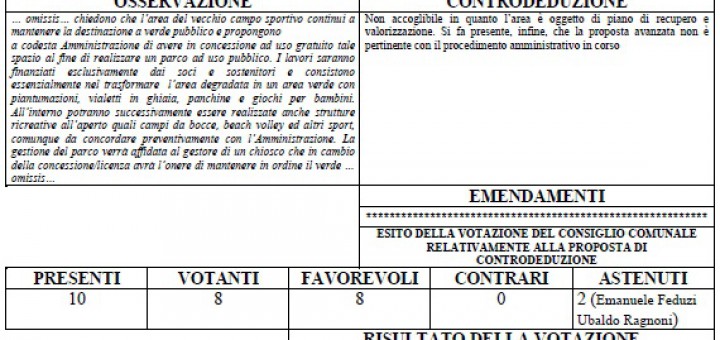 OSSERVAZIONE
CONTRODEDUZIONE
… omissis… chiedono che l'area del vecchio campo sportivo continui a
mantenere la destinazione a verde pubblico e propongono
a codesta Amministrazione di avere in concessione ad uso gratuito tale
spazio al fine di realizzare un parco ad uso pubblico. I lavori saranno
finanziati esclusivamente dai soci e sostenitori e consistono
essenzialmente nel trasformare l'area degradata in un area verde con
piantumazioni, vialetti in ghiaia, panchine e giochi per bambini.
All'interno potranno successivamente essere realizzate anche strutture
ricreative all'aperto quali campi da bocce, beach volley ed altri sport,
comunque da concordare preventivamente con l'Amministrazione. La
gestione del parco verrà affidata al gestore di un chiosco che in cambio
della concessione/licenza avrà l'onere di mantenere in ordine il verde …
omissis…
Non accoglibile in quanto l'area è oggetto di piano di recupero e
valorizzazione. Si fa presente, infine, che la proposta avanzata non è
pertinente con il procedimento amministrativo in corso
EMENDAMENTI
************************************************************
ESITO DELLA VOTAZIONE DEL CONSIGLIO COMUNALE
RELATIVAMENTE ALLA PROPOSTA DI
CONTRODEDUZIONE
PRESENTI VOTANTI FAVOREVOLI CONTRARI ASTENUTI
10 8 8 0 2 (Emanuele Feduzi
Ubaldo Ragnoni)
RISULTATO DELLA VOTAZIONE